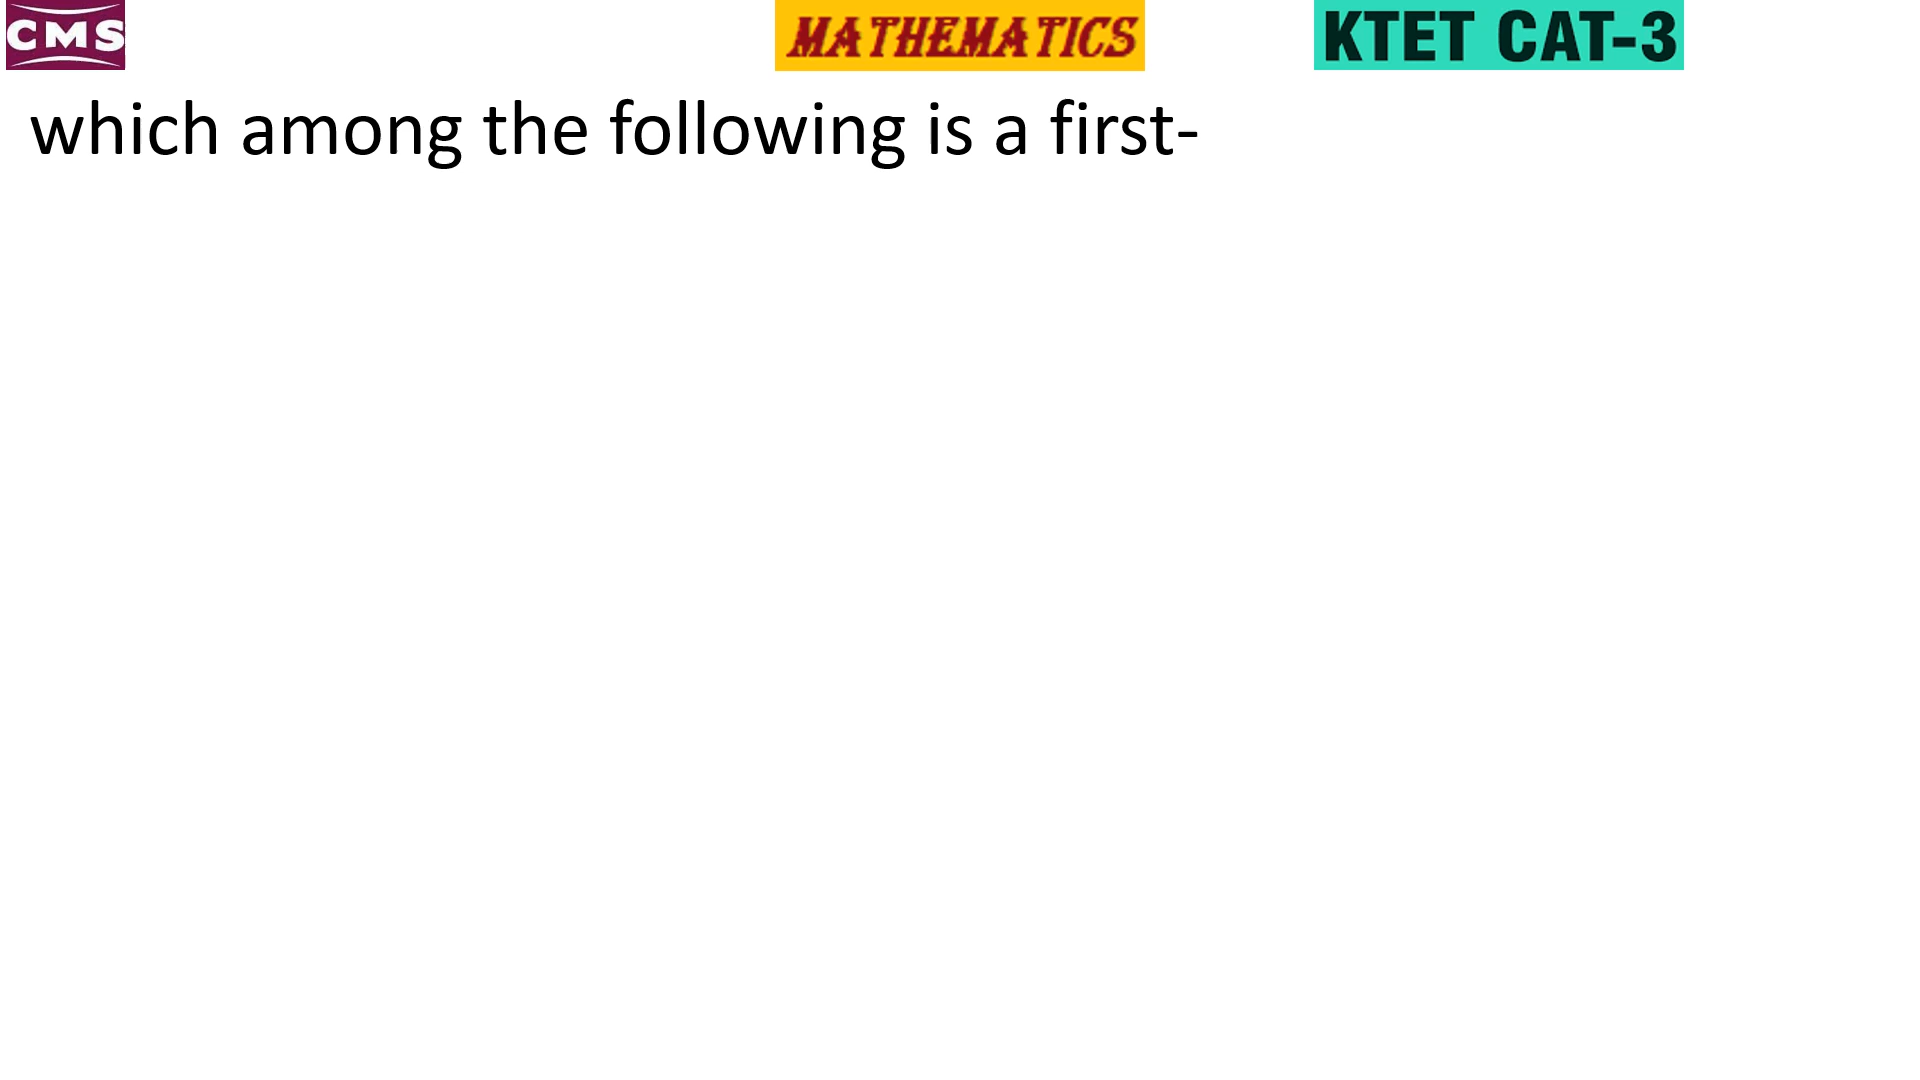 CMS
MATHEMATICS
KTET CAT-3
which among the following is a first-